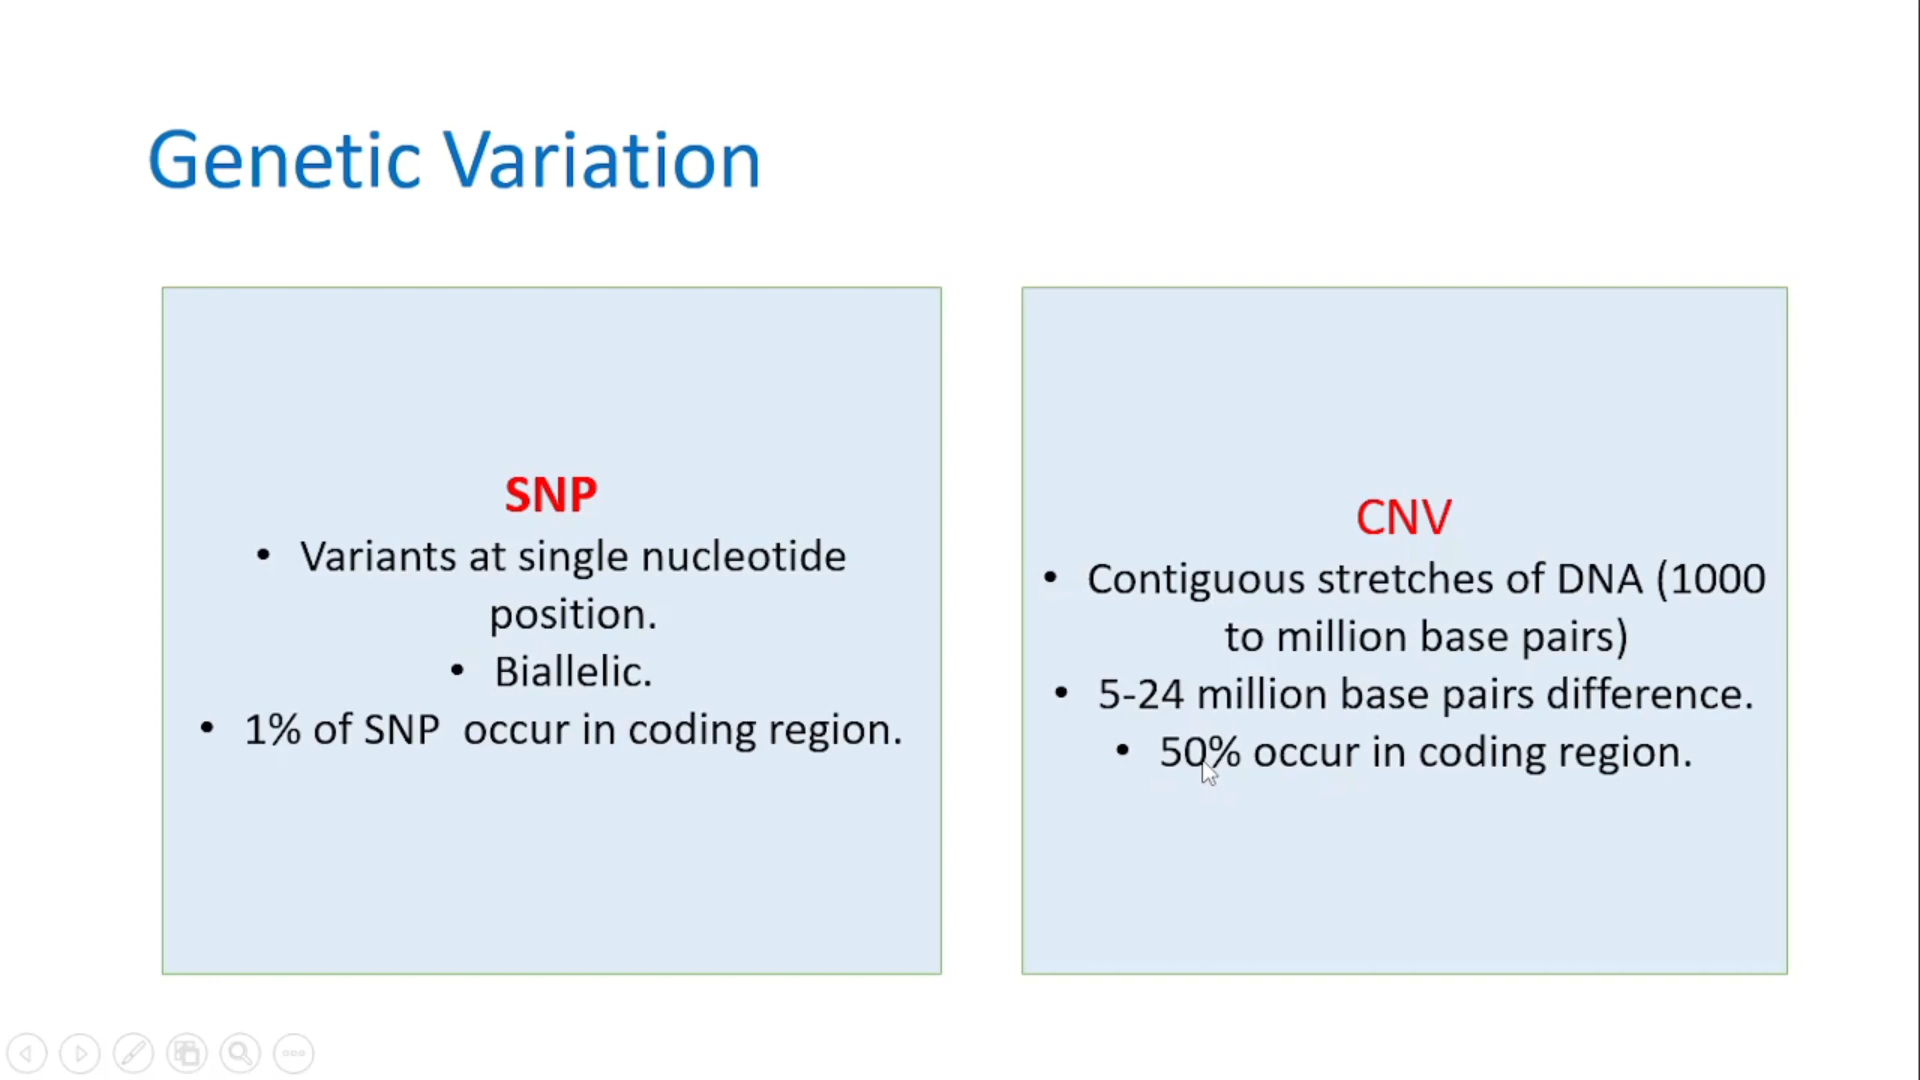 Genetic Variation
SNP
• Variants at single nucleotide
position.
• Biallelic.
• 1% of SNP occur in coding region.
CNV
• Contiguous stretches of DNA (1000
to million base pairs)
• 5-24 million base pairs difference.
• 50% occur in coding region.